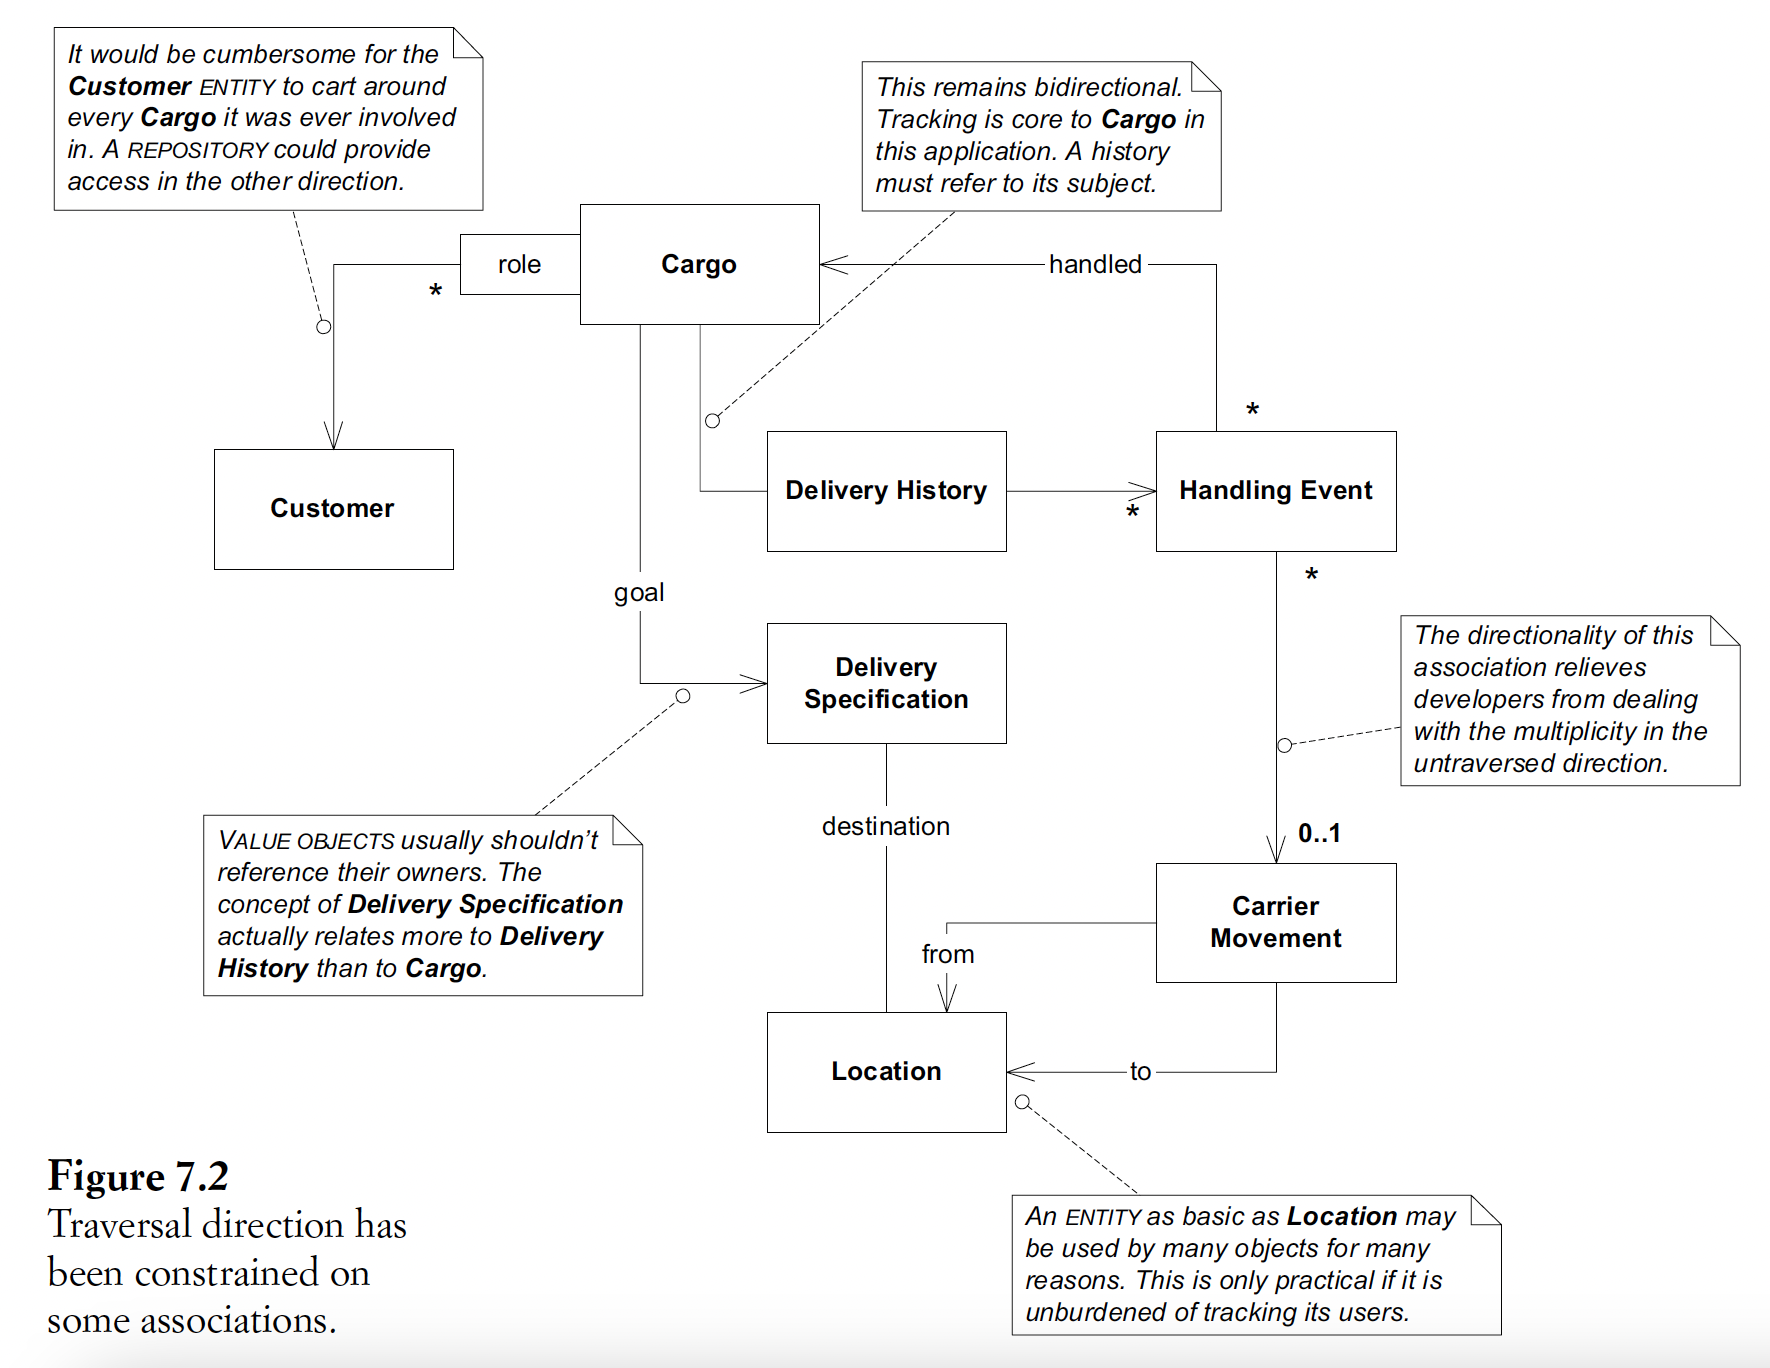 It would be cumbersome for the
Customer ENTITY to cart around
every Cargo it was ever involved
in. A REPOSITORY could provide
access in the other direction.
This remains bidirectional.
Tracking is core to Cargo in
this application. A history
must refer to its subject.
role
Cargo
handled
*
*
Customer
Delivery History
*
Handling Event
*
goal
Delivery
Specification
The directionality of this
association relieves
developers from dealing
with the multiplicity in the
untraversed direction.
destination
0..1
VALUE OBJECTS usually shouldn't
reference their owners. The
concept of Delivery Specification
actually relates more to Delivery
History than to Cargo.
Carrier
Movement
from
Location
to
An ENTITY as basic as Location may
be used by many objects for many
reasons. This is only practical if it is
unburdened of tracking its users.
Figure 7.2
Traversal direction has
been constrained on
some associations.